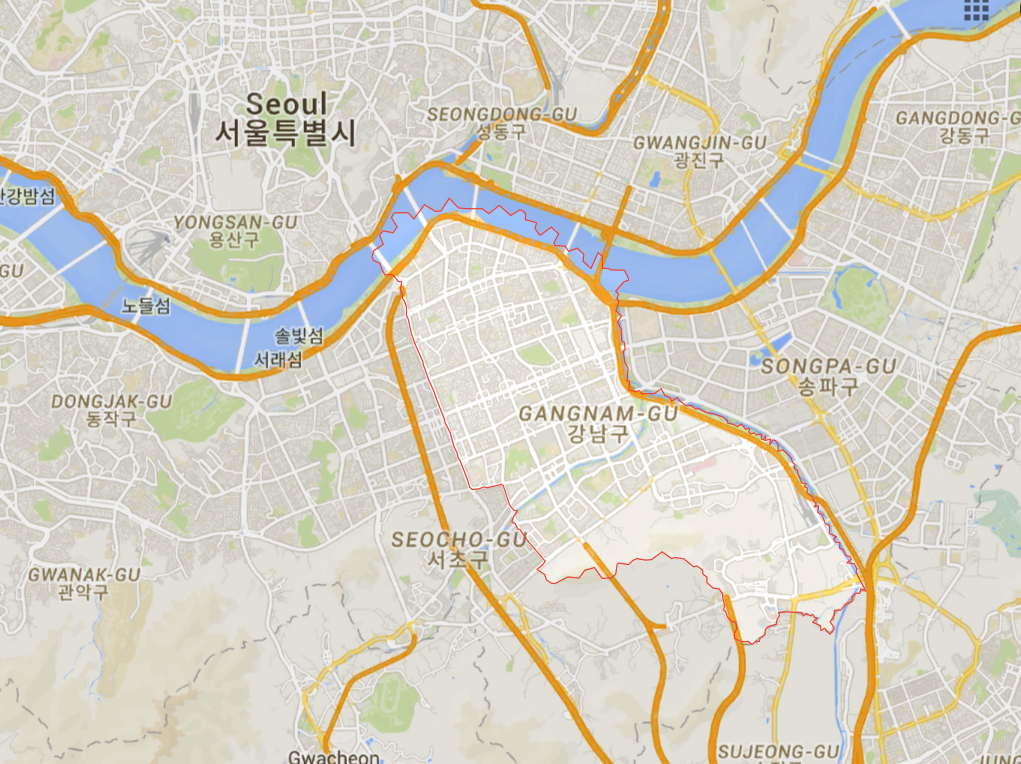 Seoul
서울특별시
SEONGDONG-GU
성동구
GWANGJIN-GU
광진구
GANGDONG-G
강동구
한강밤섬
YONGSAN-GU
용산구
GU
노둘섬
솔빛섬
서래섬
DONGJAK-GU
동작구
SONGPA-GU
송파구
GANGNAM-GU
강남구
SEOCHO-GU
서초구
GWANAK-GU
관악구
Gwacheon
SUJEONG-GU
JUNG